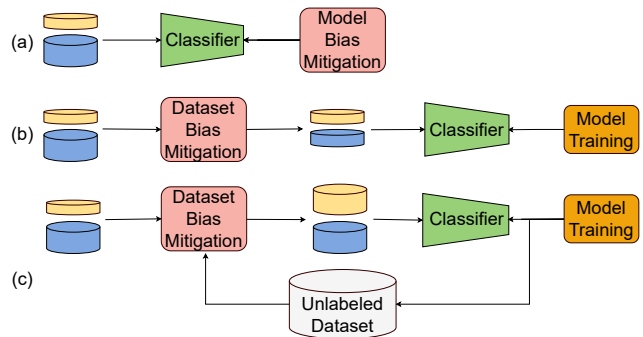 (a)
Classifier
Model
Bias
Mitigation
(b)
Dataset
Bias
Mitigation
Classifier
Model
Training
(c)
Dataset
Bias
Mitigation
Classifier
Model
Training
Unlabeled
Dataset